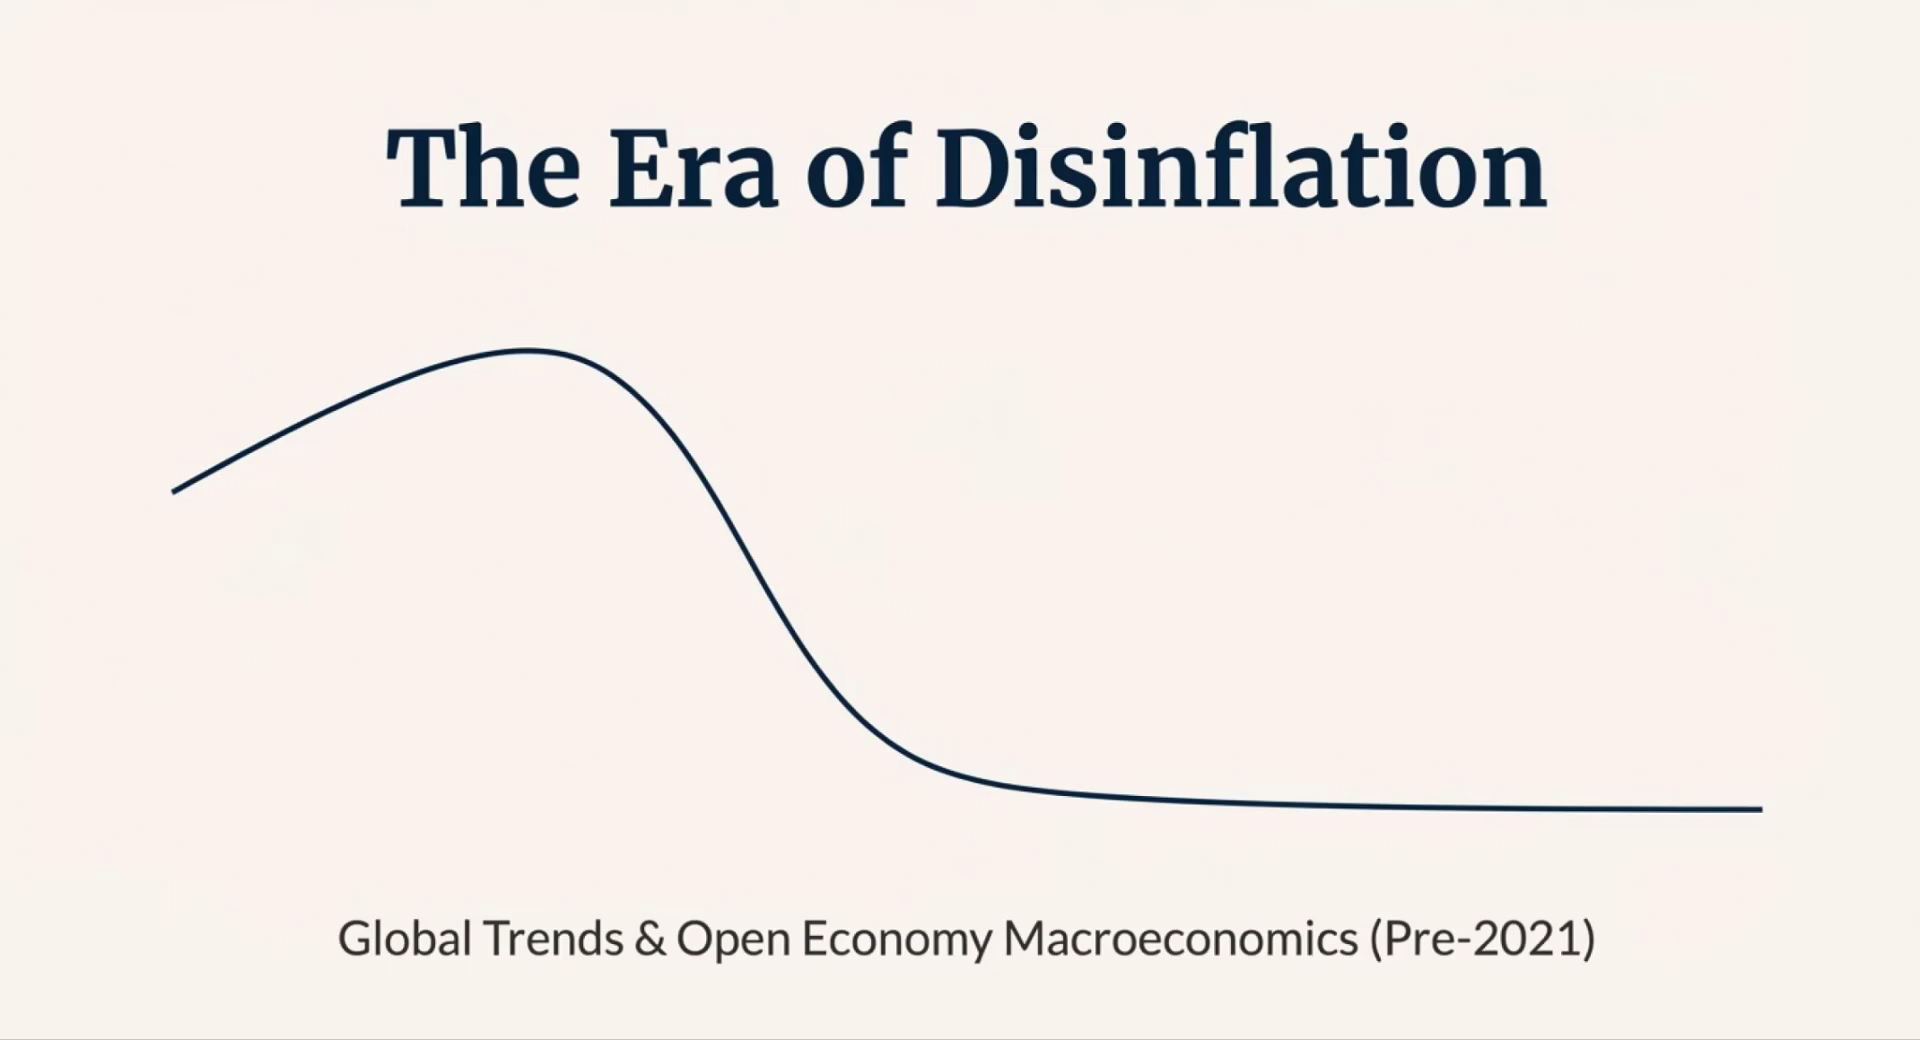 The Era of Disinflation
Global Trends & Open Economy Macroeconomics (Pre-2021)